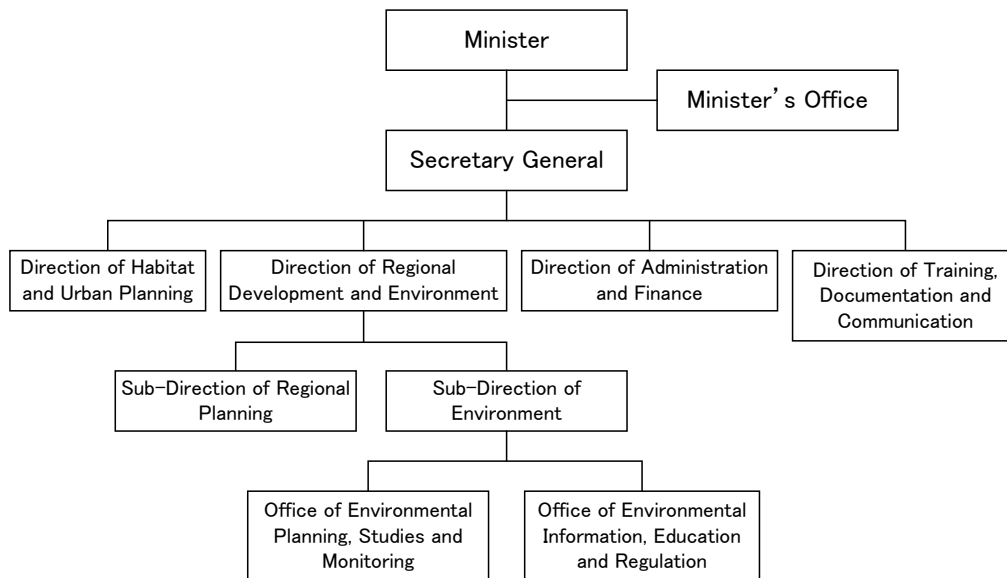 Minister
Minister’s Office
Secretary General
Direction of Habitat
and Urban Planning
Direction of Regional
Development and Environment
Direction of Administration
and Finance
Direction of Training,
Documentation and
Communication
Sub-Direction of Regional
Planning
Sub-Direction of
Environment
Office of Environmental
Planning, Studies and
Monitoring
Office of Environmental
Information, Education
and Regulation